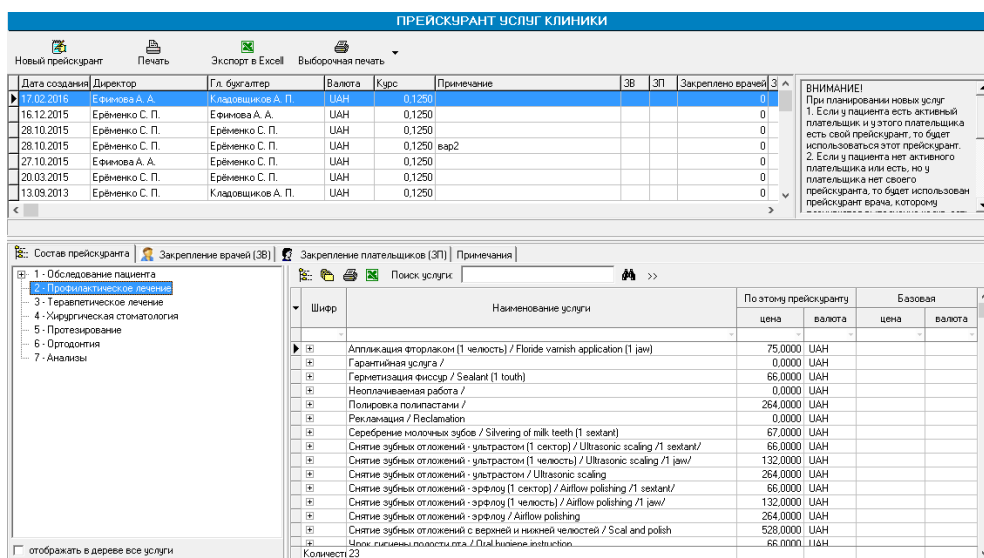 ПРЕЙСКУРАНТ УСЛУГ КЛИНИКИ
Новый прейскурант Печать Экспорт в Excell Выборочная печать
Дата создания Директор Гл. бухгалтер Валюта Курс Примечание ЗВ ЗП Закреплено врачей З
17.02.2016 Ефимова А. А. Кладовщиков А. П. UAH 0,1250 0
16.12.2015 Ерёменко С. П. Ефимова А. А. UAH 0,1250 0
28.10.2015 Ерёменко С. П. Ерёменко С. П. UAH 0,1250 0
28.10.2015 Ерёменко С. П. Ерёменко С. П. UAH 0,1250 вар2 0
27.10.2015 Ефимова А. А. Ерёменко С. П. UAH 0,1250 0
20.03.2015 Ерёменко С. П. Ерёменко С. П. UAH 0,1250 0
13.09.2013 Ерёменко С. П. Кладовщиков А. П. UAH 0,1250 0
ВНИМАНИЕ!
При планировании новых услуг
1. Если у пациента есть активный
плательщик и у этого плательщика
есть свой прейскурант, то будет
использоваться этот прейскурант.
2. Если у пациента нет активного
плательщика или есть, но у
плательщика нет своего
прейскуранта, то будет использован
прейскурант врача, которому
Состав прейскуранта Закрепление врачей (ЗВ) Закрепление плательщиков (ЗП) Примечания
1 - Обследование пациента
2 - Профилактическое лечение
3 - Терапевтическое лечение
4 - Хирургическая стоматология
5 - Протезирование
6 - Ортодонтия
7 - Анализы
отображать в дереве все услуги
Поиск услуги: >>
Шифр Наименование услуги По этому прейскуранту Базовая
цена валюта цена валюта
Аппликация фторлаком (1 челюсть) / Floride varnish application (1 jaw) 75,0000 UAH
Гарантийная услуга / 0,0000 UAH
Герметизация фиссур / Sealant (1 touth) 66,0000 UAH
Неоплачиваемая работа / 0,0000 UAH
Полировка полипастами / 264,0000 UAH
Рекламация / Reclamation 0,0000 UAH
Серебрение молочных зубов / Silvering of milk teeth (1 sextant) 67,0000 UAH
Снятие зубных отложений - ультрастом (1 сектор) / Ultrasonic scaling /1 sextant/ 66,0000 UAH
Снятие зубных отложений - ультрастом (1 челюсть) / Ultrasonic scaling /1 jaw/ 132,0000 UAH
Снятие зубных отложений - ультрастом / Ultrasonic scaling 264,0000 UAH
Снятие зубных отложений - эрфлоу (1 сектор) / Airflow polishing /1 sextant/ 66,0000 UAH
Снятие зубных отложений - эрфлоу (1 челюсть) / Airflow polishing /1 jaw/ 132,0000 UAH
Снятие зубных отложений - эрфлоу / Airflow polishing 264,0000 UAH
Снятие зубных отложений с верхней и нижней челюстей / Scal and polish 528,0000 UAH
Урок гигиены полости рта / Oral hygiene instuction 66,0000 UAH
Количест 23